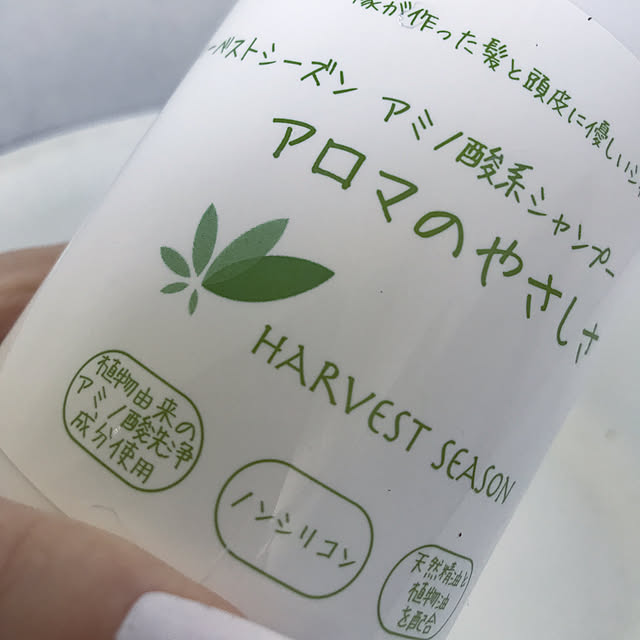 が作った髪と頭皮に優しい
ーベストシーズン アミノ酸系シャンプー
アロマのやさしさ
HARVEST SEASON
植物由来の
アミノ酸洗浄
成分使用
ノンシリコン
天然精油と
植物油
を配合